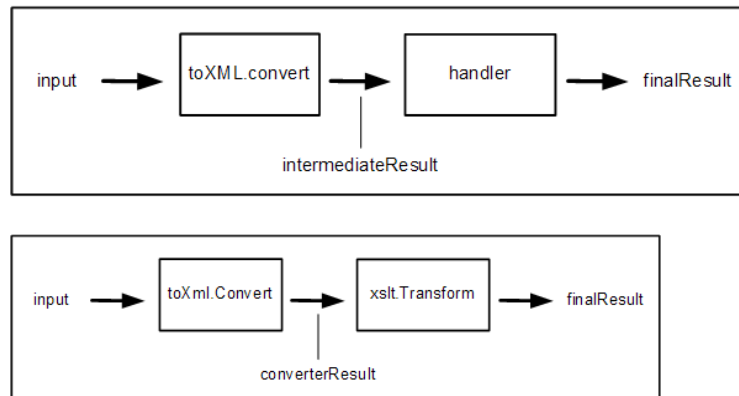 input
toXML.convert
handler
finalResult
intermediateResult
input
toXml.Convert
xslt.Transform
finalResult
converterResult